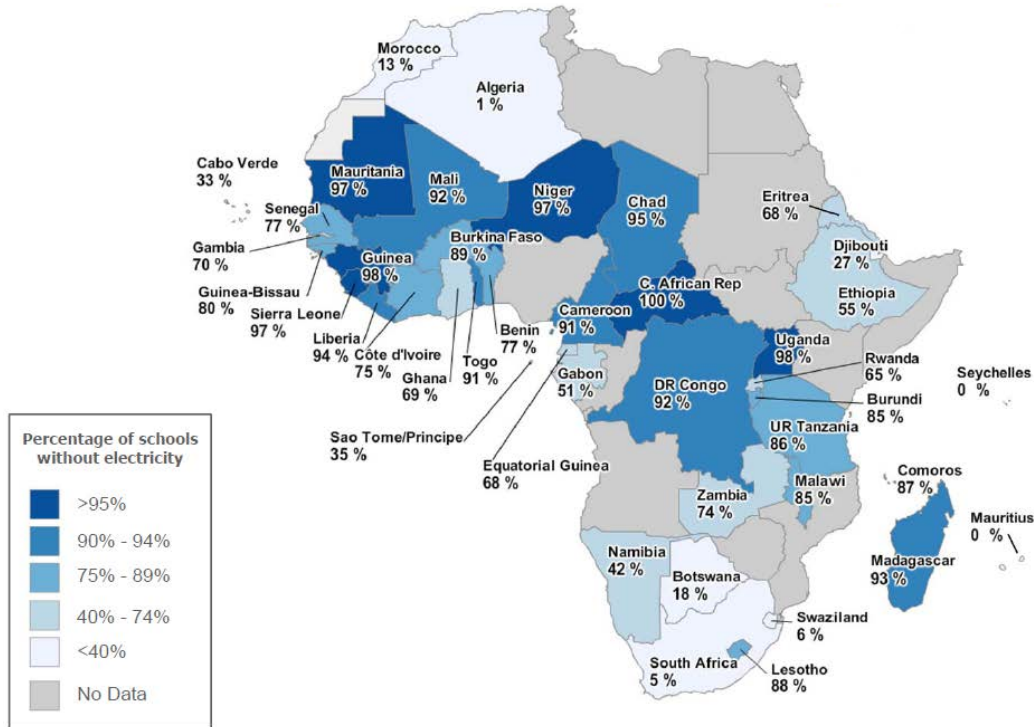 Morocco
13 %
Algeria
1 %
Cabo Verde
33 %
Mauritania
97 %
Mali
92 %
Niger
97 %
Chad
95 %
Eritrea
68 %
Senegal
77 %
Gambia
70 %
Guinea-Bissau
80 %
Guinea
98 %
Burkina Faso
89 %
Djibouti
27 %
Ethiopia
55 %
Sierra Leone
97 %
Liberia
94 %
Côte d'Ivoire
75 %
Ghana
69 %
Togo
91 %
Benin
77 %
Cameroon
91 %
C. African Rep
100 %
Uganda
98 %
Rwanda
65 %
Seychelles
0 %
Gabon
51 %
DR Congo
92 %
Burundi
85 %
UR Tanzania
86 %
Sao Tome/Principe
35 %
Equatorial Guinea
68 %
Zambia
74 %
Malawi
85 %
Comoros
87 %
Mauritius
0 %
Madagascar
93 %
Namibia
42 %
Botswana
18 %
Swaziland
6 %
South Africa
5 %
Lesotho
88 %
Percentage of schools
without electricity
>95%
90% - 94%
75% - 89%
40% - 74%
<40%
No Data